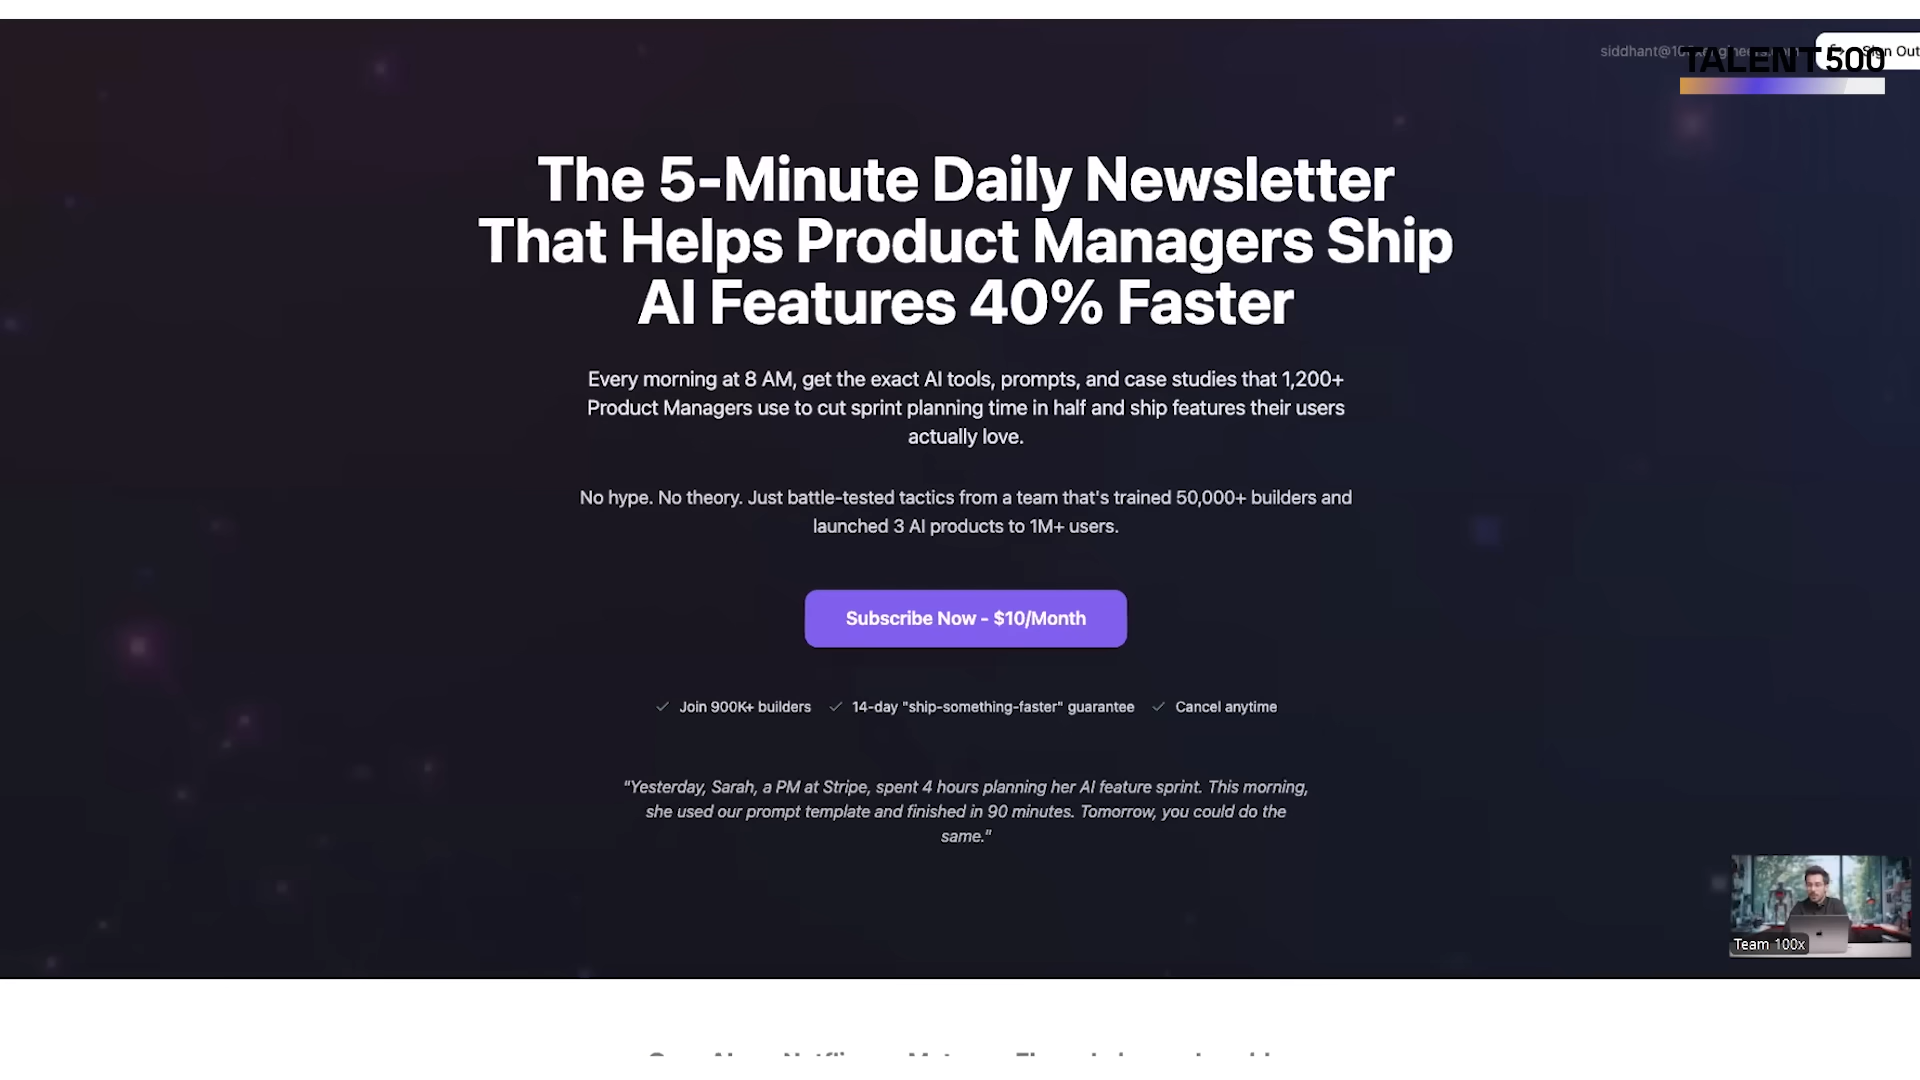 siddhant@100xengineers.com
Sign Out
TALENT500
The 5-Minute Daily Newsletter
That Helps Product Managers Ship
AI Features 40% Faster
Every morning at 8 AM, get the exact AI tools, prompts, and case studies that 1,200+
Product Managers use to cut sprint planning time in half and ship features their users
actually love.
No hype. No theory. Just battle-tested tactics from a team that's trained 50,000+ builders and
launched 3 AI products to 1M+ users.
Subscribe Now - $10/Month
Join 900K+ builders
14-day "ship-something-faster" guarantee
Cancel anytime
"Yesterday, Sarah, a PM at Stripe, spent 4 hours planning her AI feature sprint. This morning,
she used our prompt template and finished in 90 minutes. Tomorrow, you could do the
same."
Team 100x